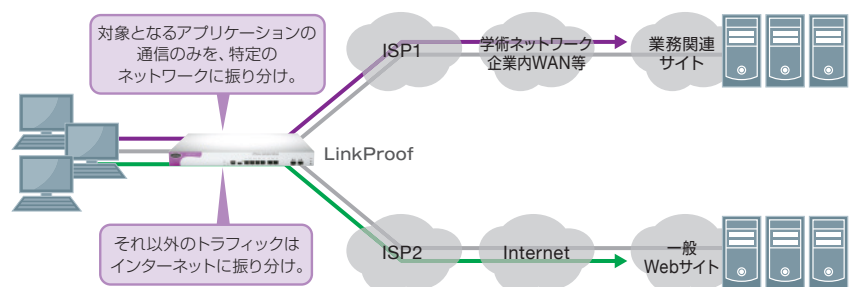 対象となるアプリケーションの
通信のみを、特定の
ネットワークに振り分け。
ISP1
学術ネットワーク
企業内WAN等
業務関連
サイト
LinkProof
それ以外のトラフィックは
インターネットに振り分け。
ISP2
Internet
一般
Webサイト